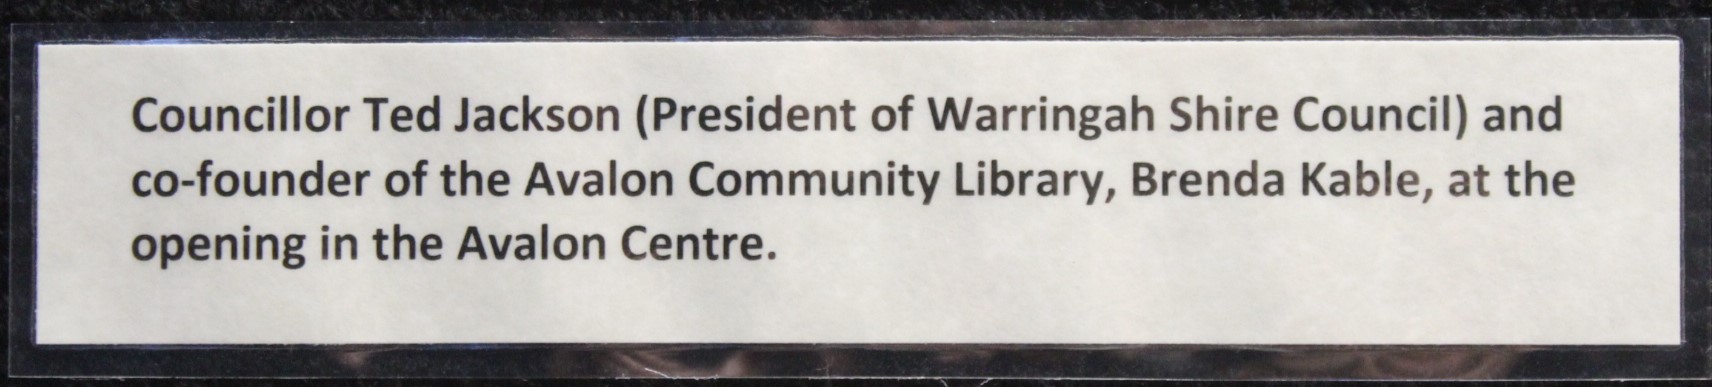 Councillor Ted Jackson (President of Warringah Shire Council) and
co-founder of the Avalon Community Library, Brenda Kable, at the
opening in the Avalon Centre.